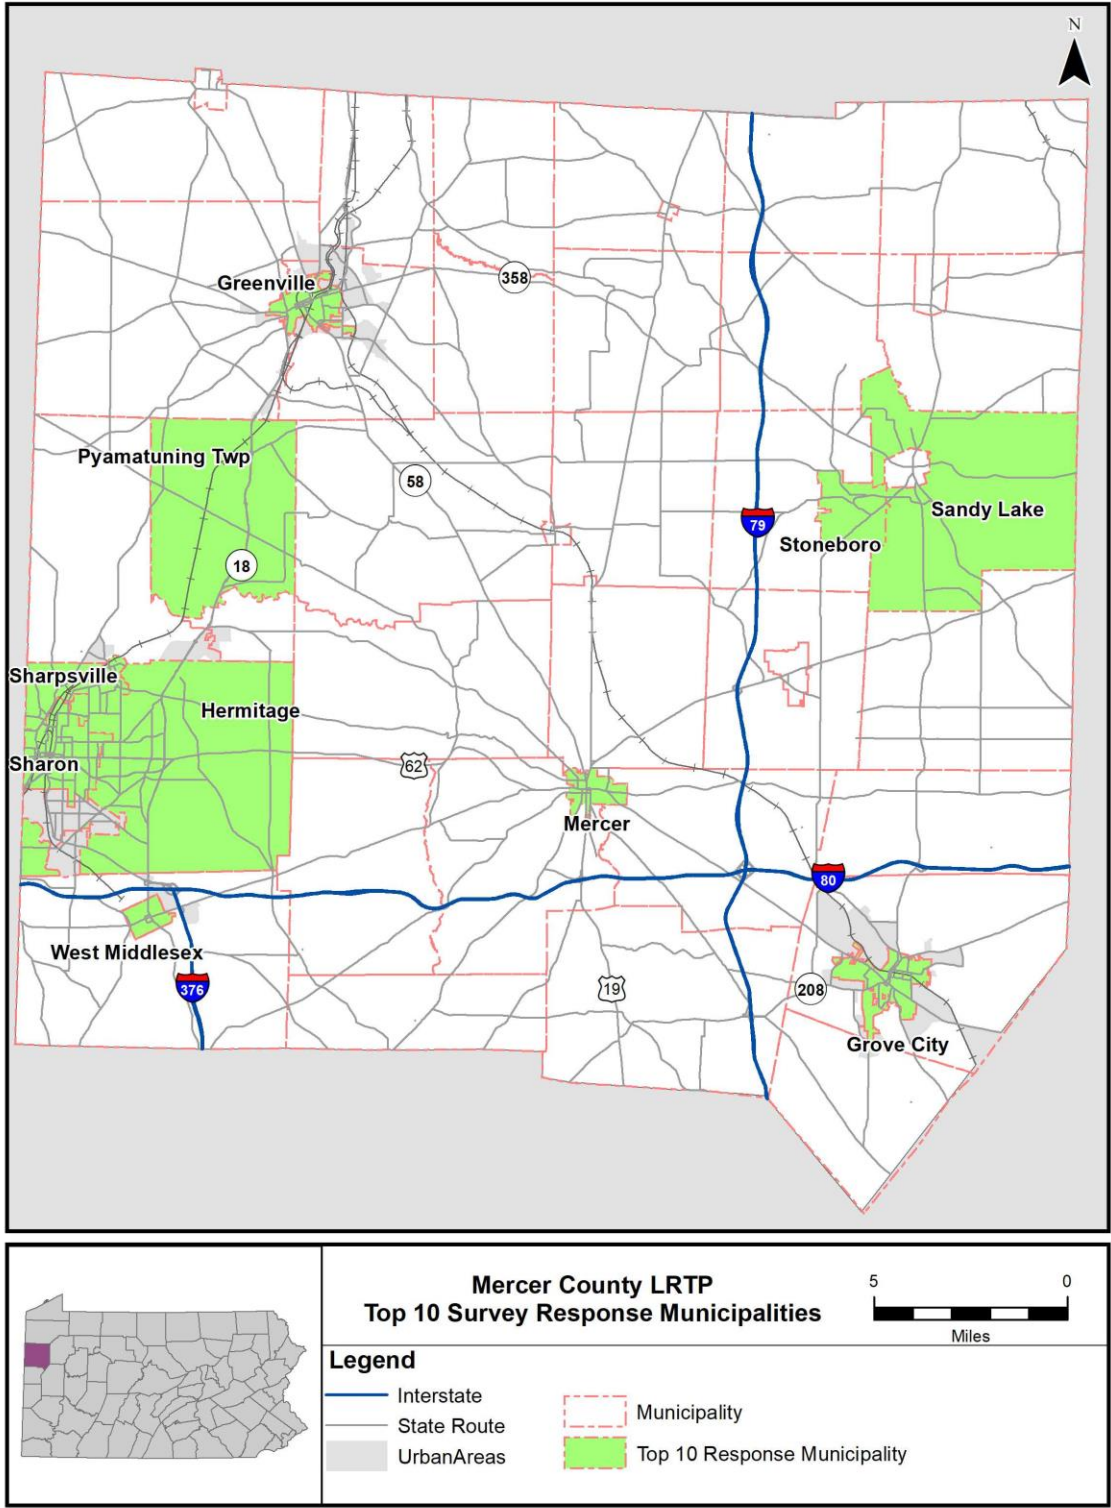 N
Greenville
358
Pyamatuning Twp
58
Sandy Lake
79
Stoneboro
18
Sharpsville
Hermitage
Sharon
62
Mercer
80
West Middlesex
376
19
208
Grove City
Mercer County LRTP
Top 10 Survey Response Municipalities
5 0
Miles
Legend
Interstate
State Route
UrbanAreas
Municipality
Top 10 Response Municipality